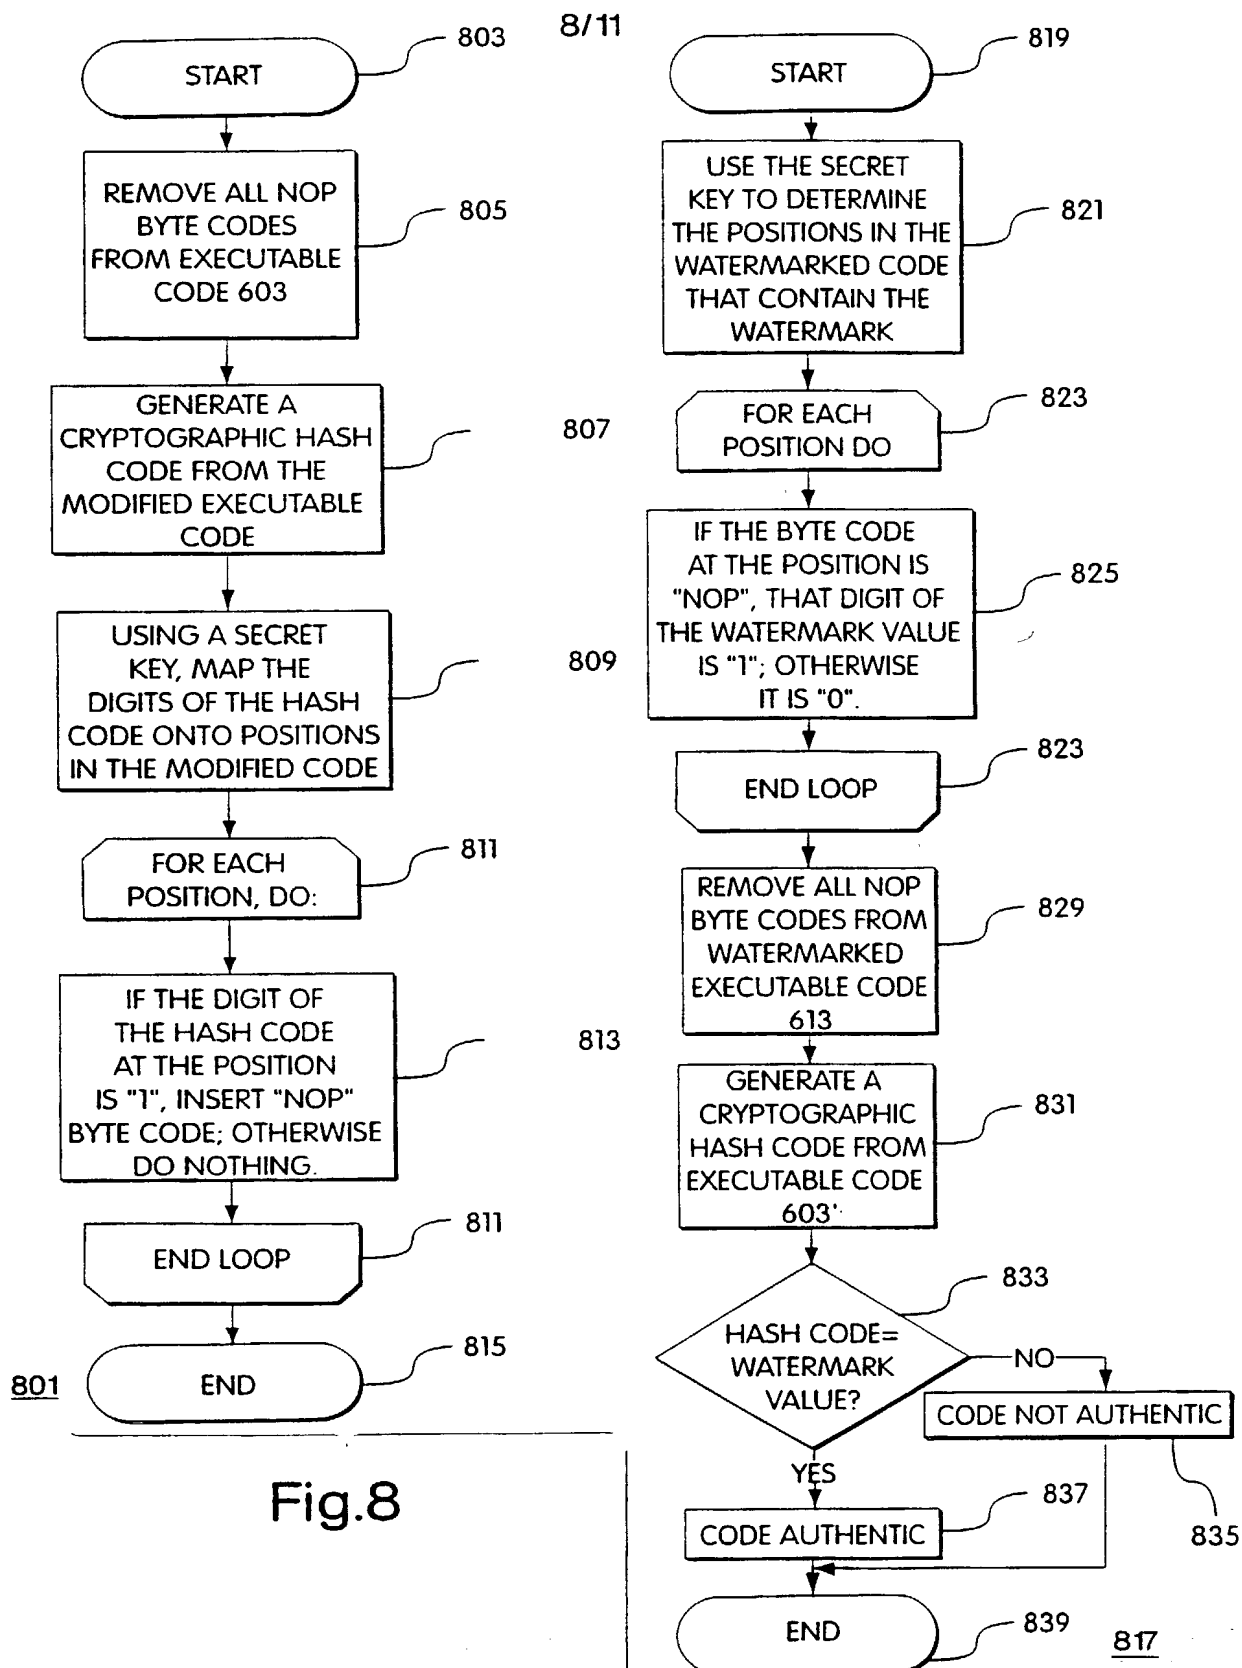 8/11
START
803
REMOVE ALL NOP
BYTE CODES
FROM EXECUTABLE
CODE 603
805
GENERATE A
CRYPTOGRAPHIC HASH
CODE FROM THE
MODIFIED EXECUTABLE
CODE
807
USING A SECRET
KEY, MAP THE
DIGITS OF THE HASH
CODE ONTO POSITIONS
IN THE MODIFIED CODE
809
FOR EACH
POSITION, DO:
811
IF THE DIGIT OF
THE HASH CODE
AT THE POSITION
IS "1", INSERT "NOP"
BYTE CODE; OTHERWISE
DO NOTHING.
813
END LOOP
811
END
815
801
Fig.8
START
819
USE THE SECRET
KEY TO DETERMINE
THE POSITIONS IN THE
WATERMARKED CODE
THAT CONTAIN THE
WATERMARK
821
FOR EACH
POSITION DO
823
IF THE BYTE CODE
AT THE POSITION IS
"NOP", THAT DIGIT OF
THE WATERMARK VALUE
IS "1"; OTHERWISE
IT IS "0".
825
END LOOP
823
REMOVE ALL NOP
BYTE CODES FROM
WATERMARKED
EXECUTABLE CODE
613
829
GENERATE A
CRYPTOGRAPHIC
HASH CODE FROM
EXECUTABLE CODE
603'
831
HASH CODE=
WATERMARK
VALUE?
833
NO
CODE NOT AUTHENTIC
835
YES
CODE AUTHENTIC
837
END
839
817